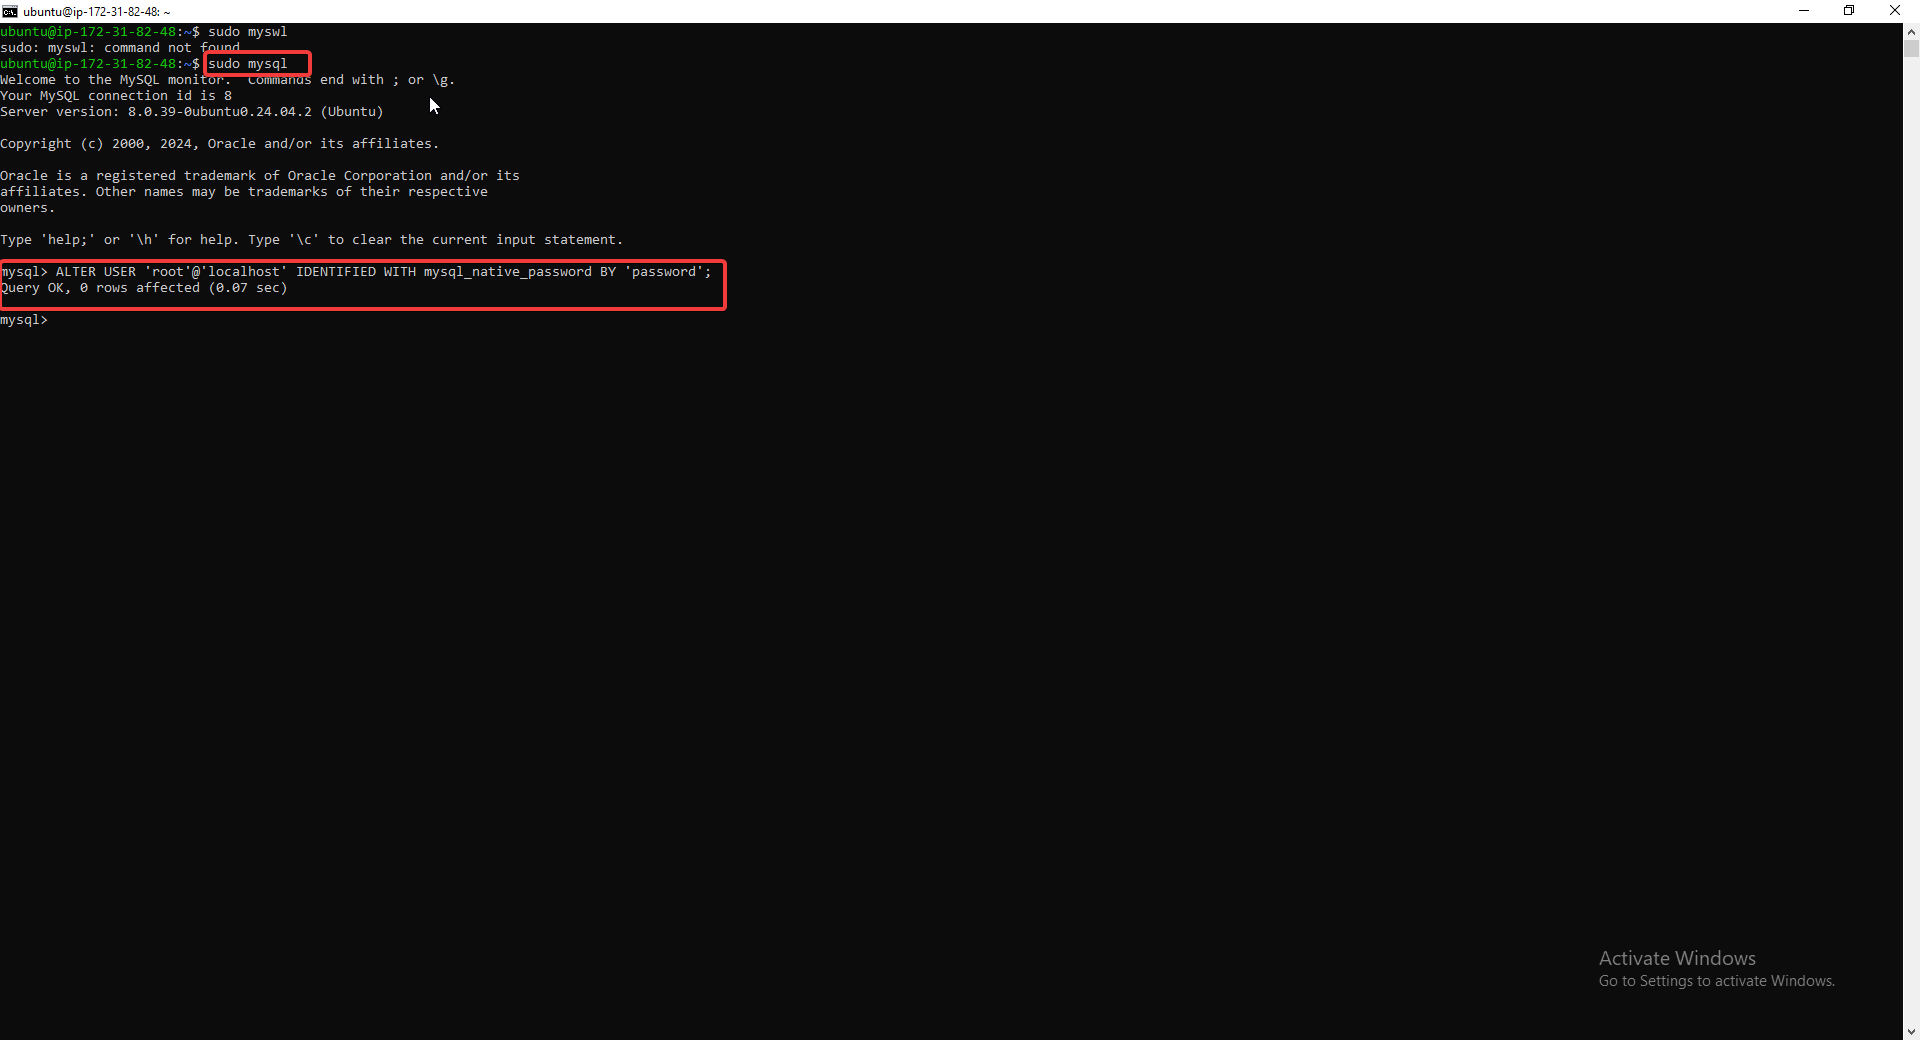 ubuntu@ip-172-31-82-48: ~
ubuntu@ip-172-31-82-48:~$ sudo myswl
sudo: myswl: command not found
ubuntu@ip-172-31-82-48:~$ sudo mysql
Welcome to the MySQL monitor.  Commands end with ; or \g.
Your MySQL connection id is 8
Server version: 8.0.39-0ubuntu0.24.04.2 (Ubuntu)
Copyright (c) 2000, 2024, Oracle and/or its affiliates.
Oracle is a registered trademark of Oracle Corporation and/or its
affiliates. Other names may be trademarks of their respective
owners.
Type 'help;' or '\h' for help. Type '\c' to clear the current input statement.
mysql> ALTER USER 'root'@'localhost' IDENTIFIED WITH mysql_native_password BY 'password';
Query OK, 0 rows affected (0.07 sec)
mysql>
Activate Windows
Go to Settings to activate Windows.